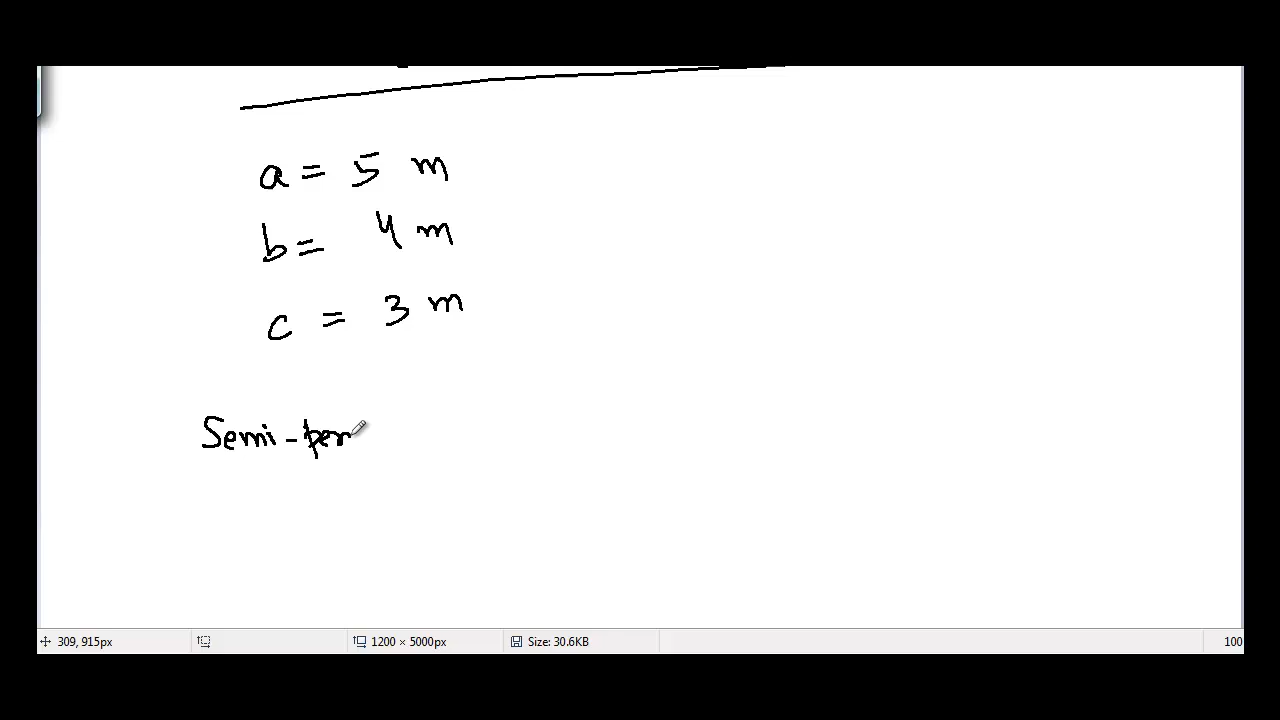 a = 5 m
b = 4 m
c = 3 m
Semi-per
309, 915px 1200 × 5000px Size: 30.6KB 100